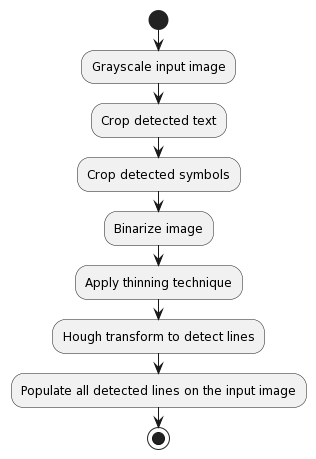 Grayscale input image
Crop detected text
Crop detected symbols
Binarize image
Apply thinning technique
Hough transform to detect lines
Populate all detected lines on the input image